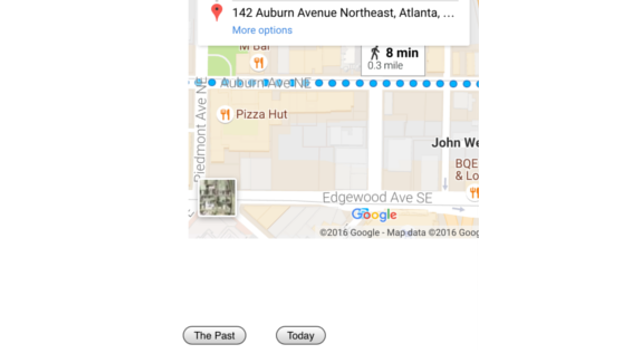 142 Auburn Avenue Northeast, Atlanta, ...
More options
M Bar
8 min
0.3 mile
Auburn Ave NE
Piedmont Ave NE
Pizza Hut
John We
BQE
& Lo
Edgewood Ave SE
Google
©2016 Google - Map data ©2016 Goog
The Past
Today